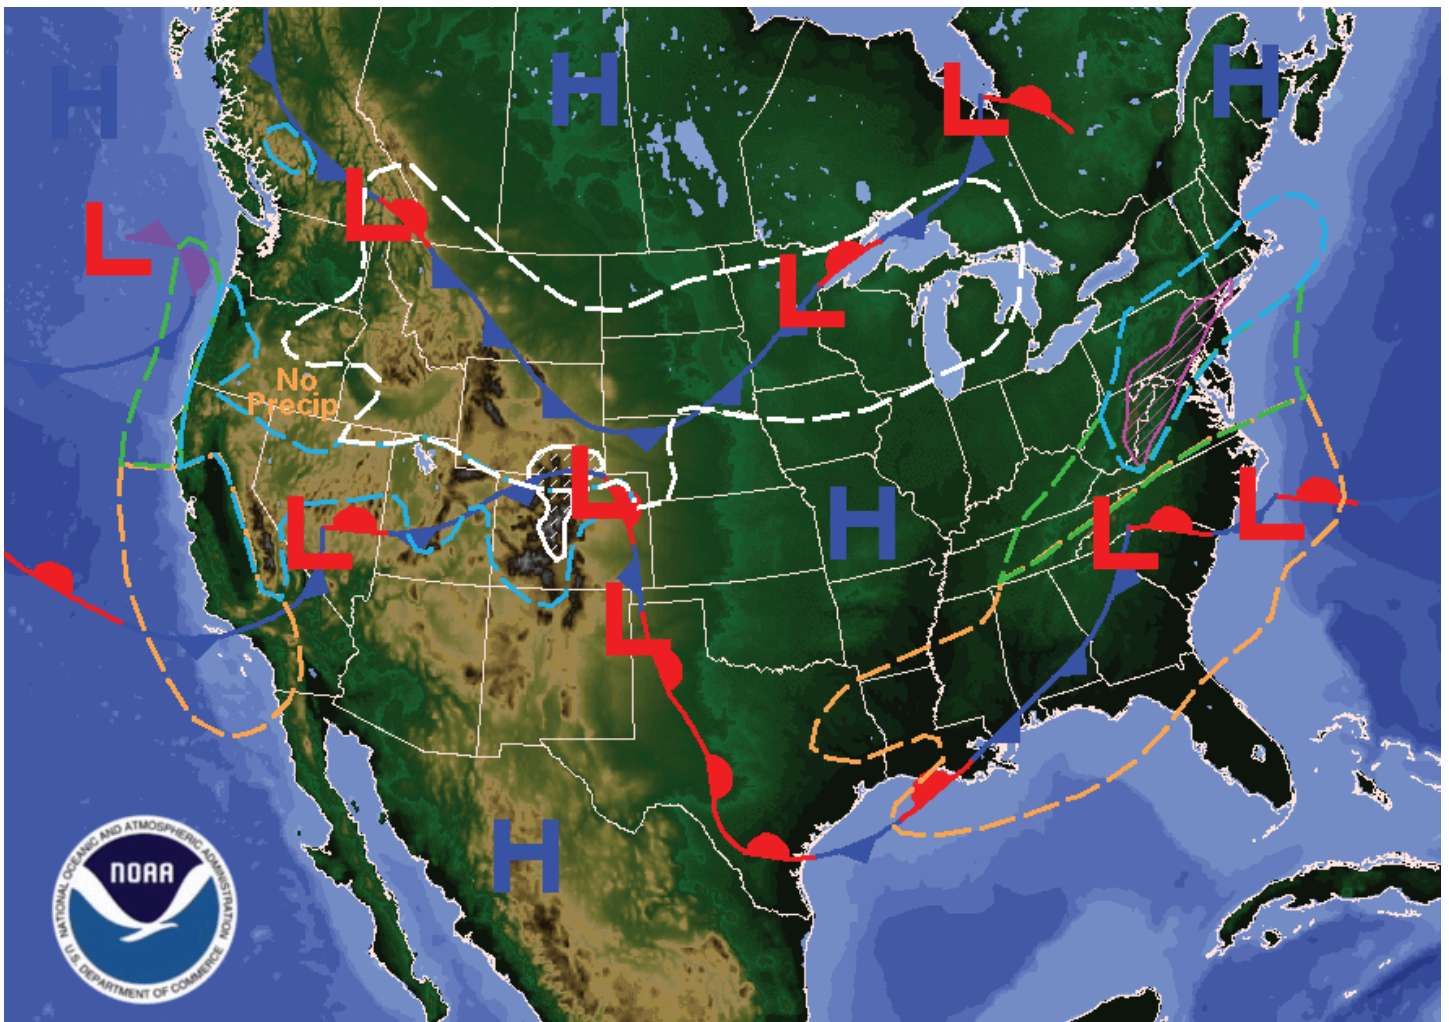 H
H
H
L
L
L
L
No
Precip
L
L
H
L
L
L
H
NATIONAL OCEANIC AND ATMOSPHERIC ADMINISTRATION
NOAA
U.S. DEPARTMENT OF COMMERCE